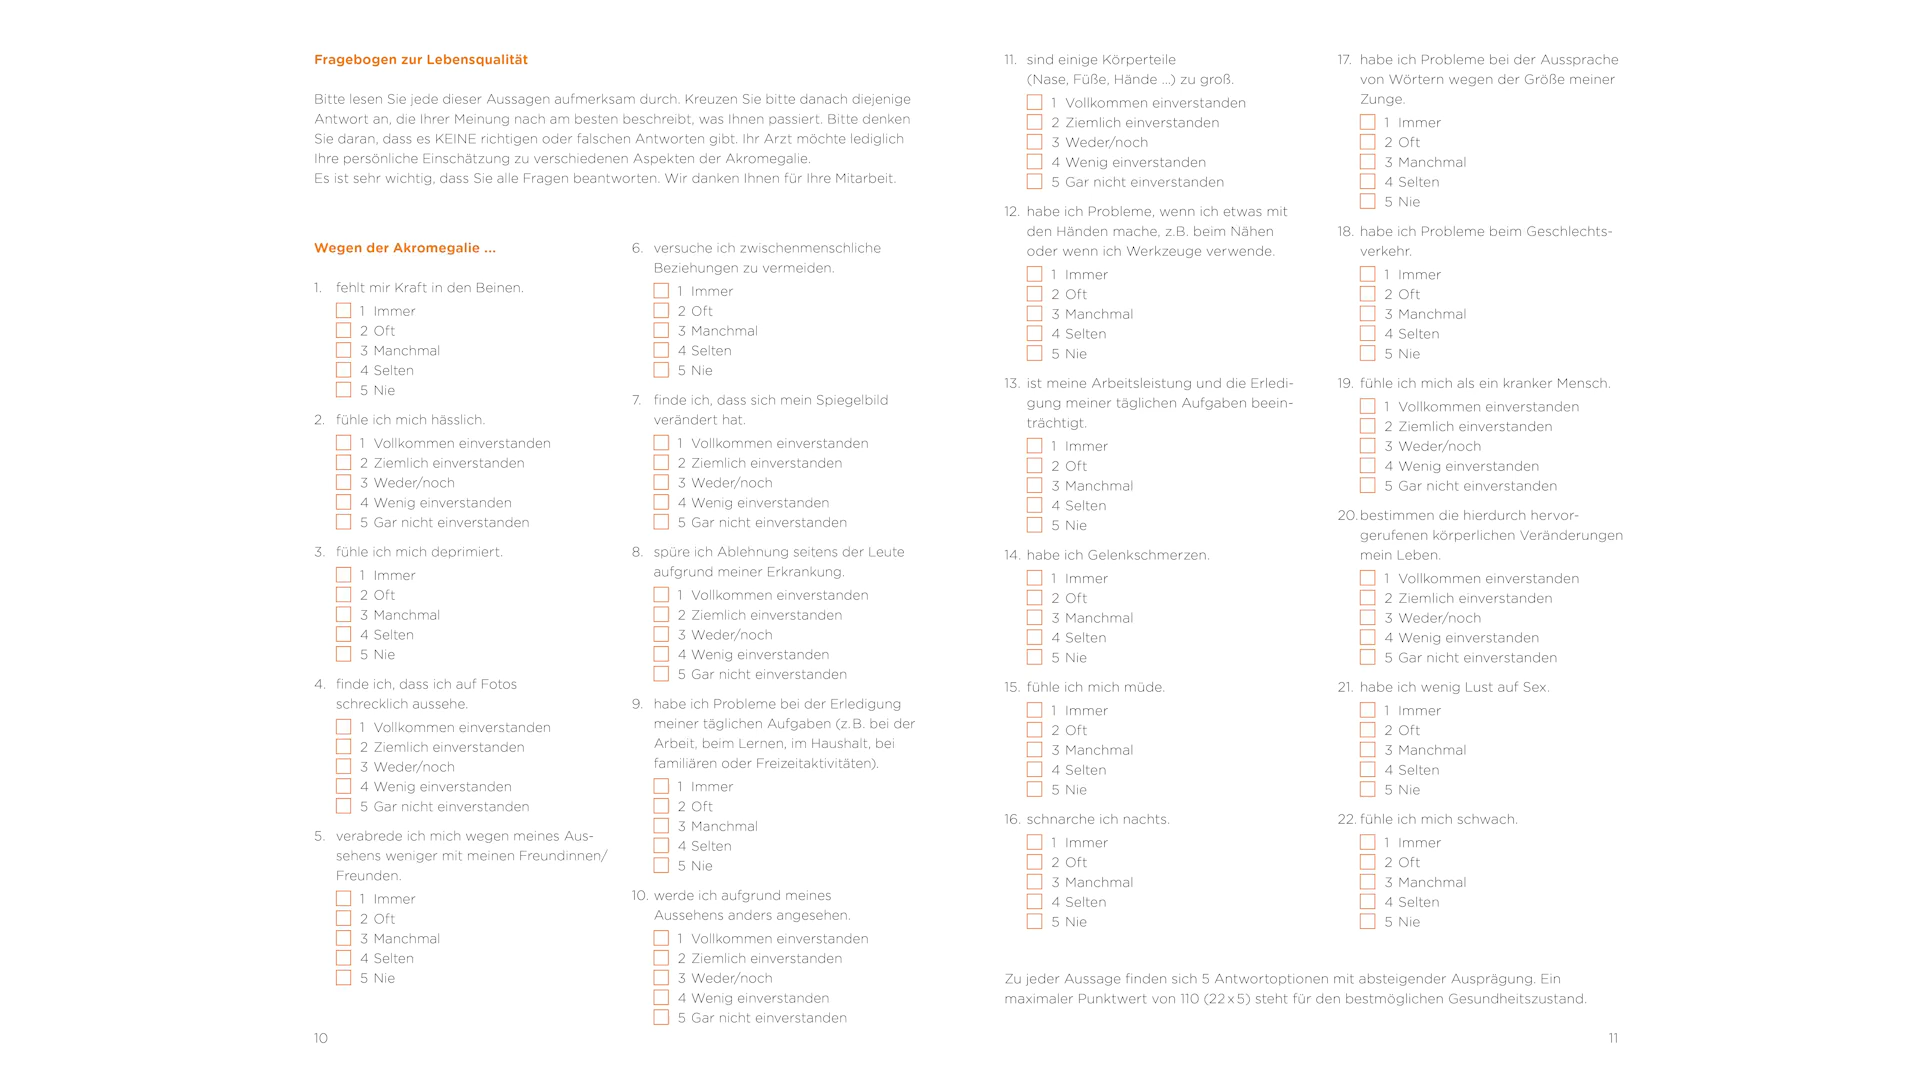 Fragebogen zur Lebensqualität
Bitte lesen Sie jede dieser Aussagen aufmerksam durch. Kreuzen Sie bitte danach diejenige
Antwort an, die Ihrer Meinung nach am besten beschreibt, was Ihnen passiert. Bitte denken
Sie daran, dass es KEINE richtigen oder falschen Antworten gibt. Ihr Arzt möchte lediglich
Ihre persönliche Einschätzung zu verschiedenen Aspekten der Akromegalie.
Es ist sehr wichtig, dass Sie alle Fragen beantworten. Wir danken Ihnen für Ihre Mitarbeit.
Wegen der Akromegalie ...
1. fehlt mir Kraft in den Beinen.
1 Immer
2 Oft
3 Manchmal
4 Selten
5 Nie
2. fühle ich mich hässlich.
1 Vollkommen einverstanden
2 Ziemlich einverstanden
3 Weder/noch
4 Wenig einverstanden
5 Gar nicht einverstanden
3. fühle ich mich deprimiert.
1 Immer
2 Oft
3 Manchmal
4 Selten
5 Nie
4. finde ich, dass ich auf Fotos
schrecklich aussehe.
1 Vollkommen einverstanden
2 Ziemlich einverstanden
3 Weder/noch
4 Wenig einverstanden
5 Gar nicht einverstanden
5. verabrede ich mich wegen meines Aus-
sehens weniger mit meinen Freundinnen/
Freunden.
1 Immer
2 Oft
3 Manchmal
4 Selten
5 Nie
6. versuche ich zwischenmenschliche
Beziehungen zu vermeiden.
1 Immer
2 Oft
3 Manchmal
4 Selten
5 Nie
7. finde ich, dass sich mein Spiegelbild
verändert hat.
1 Vollkommen einverstanden
2 Ziemlich einverstanden
3 Weder/noch
4 Wenig einverstanden
5 Gar nicht einverstanden
8. spüre ich Ablehnung seitens der Leute
aufgrund meiner Erkrankung.
1 Vollkommen einverstanden
2 Ziemlich einverstanden
3 Weder/noch
4 Wenig einverstanden
5 Gar nicht einverstanden
9. habe ich Probleme bei der Erledigung
meiner täglichen Aufgaben (z.B. bei der
Arbeit, beim Lernen, im Haushalt, bei
familiären oder Freizeitaktivitäten).
1 Immer
2 Oft
3 Manchmal
4 Selten
5 Nie
10. werde ich aufgrund meines
Aussehens anders angesehen.
1 Vollkommen einverstanden
2 Ziemlich einverstanden
3 Weder/noch
4 Wenig einverstanden
5 Gar nicht einverstanden
10
11. sind einige Körperteile
(Nase, Füße, Hände ...) zu groß.
1 Vollkommen einverstanden
2 Ziemlich einverstanden
3 Weder/noch
4 Wenig einverstanden
5 Gar nicht einverstanden
12. habe ich Probleme, wenn ich etwas mit
den Händen mache, z.B. beim Nähen
oder wenn ich Werkzeuge verwende.
1 Immer
2 Oft
3 Manchmal
4 Selten
5 Nie
13. ist meine Arbeitsleistung und die Erledi-
gung meiner täglichen Aufgaben beein-
trächtigt.
1 Immer
2 Oft
3 Manchmal
4 Selten
5 Nie
14. habe ich Gelenkschmerzen.
1 Immer
2 Oft
3 Manchmal
4 Selten
5 Nie
15. fühle ich mich müde.
1 Immer
2 Oft
3 Manchmal
4 Selten
5 Nie
16. schnarche ich nachts.
1 Immer
2 Oft
3 Manchmal
4 Selten
5 Nie
17. habe ich Probleme bei der Aussprache
von Wörtern wegen der Größe meiner
Zunge.
1 Immer
2 Oft
3 Manchmal
4 Selten
5 Nie
18. habe ich Probleme beim Geschlechts-
verkehr.
1 Immer
2 Oft
3 Manchmal
4 Selten
5 Nie
19. fühle ich mich als ein kranker Mensch.
1 Vollkommen einverstanden
2 Ziemlich einverstanden
3 Weder/noch
4 Wenig einverstanden
5 Gar nicht einverstanden
20. bestimmen die hierdurch hervor-
gerufenen körperlichen Veränderungen
mein Leben.
1 Vollkommen einverstanden
2 Ziemlich einverstanden
3 Weder/noch
4 Wenig einverstanden
5 Gar nicht einverstanden
21. habe ich wenig Lust auf Sex.
1 Immer
2 Oft
3 Manchmal
4 Selten
5 Nie
22. fühle ich mich schwach.
1 Immer
2 Oft
3 Manchmal
4 Selten
5 Nie
Zu jeder Aussage finden sich 5 Antwortoptionen mit absteigender Ausprägung. Ein
maximaler Punktwert von 110 (22x5) steht für den bestmöglichen Gesundheitszustand.
11